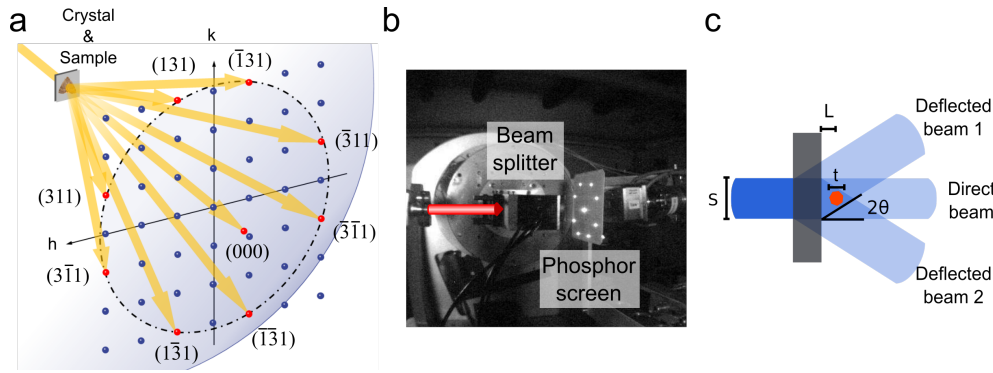 a
Crystal
&
Sample
k
(131)
(1̄31)
(3̄11)
(311)
(3̄1̄1)
h
(000)
(31̄1)
(13̄1)
(1̄3̄1)
b
Beam
splitter
Phosphor
screen
c
L
Deflected
beam 1
t
S
2θ
Direct
beam
Deflected
beam 2